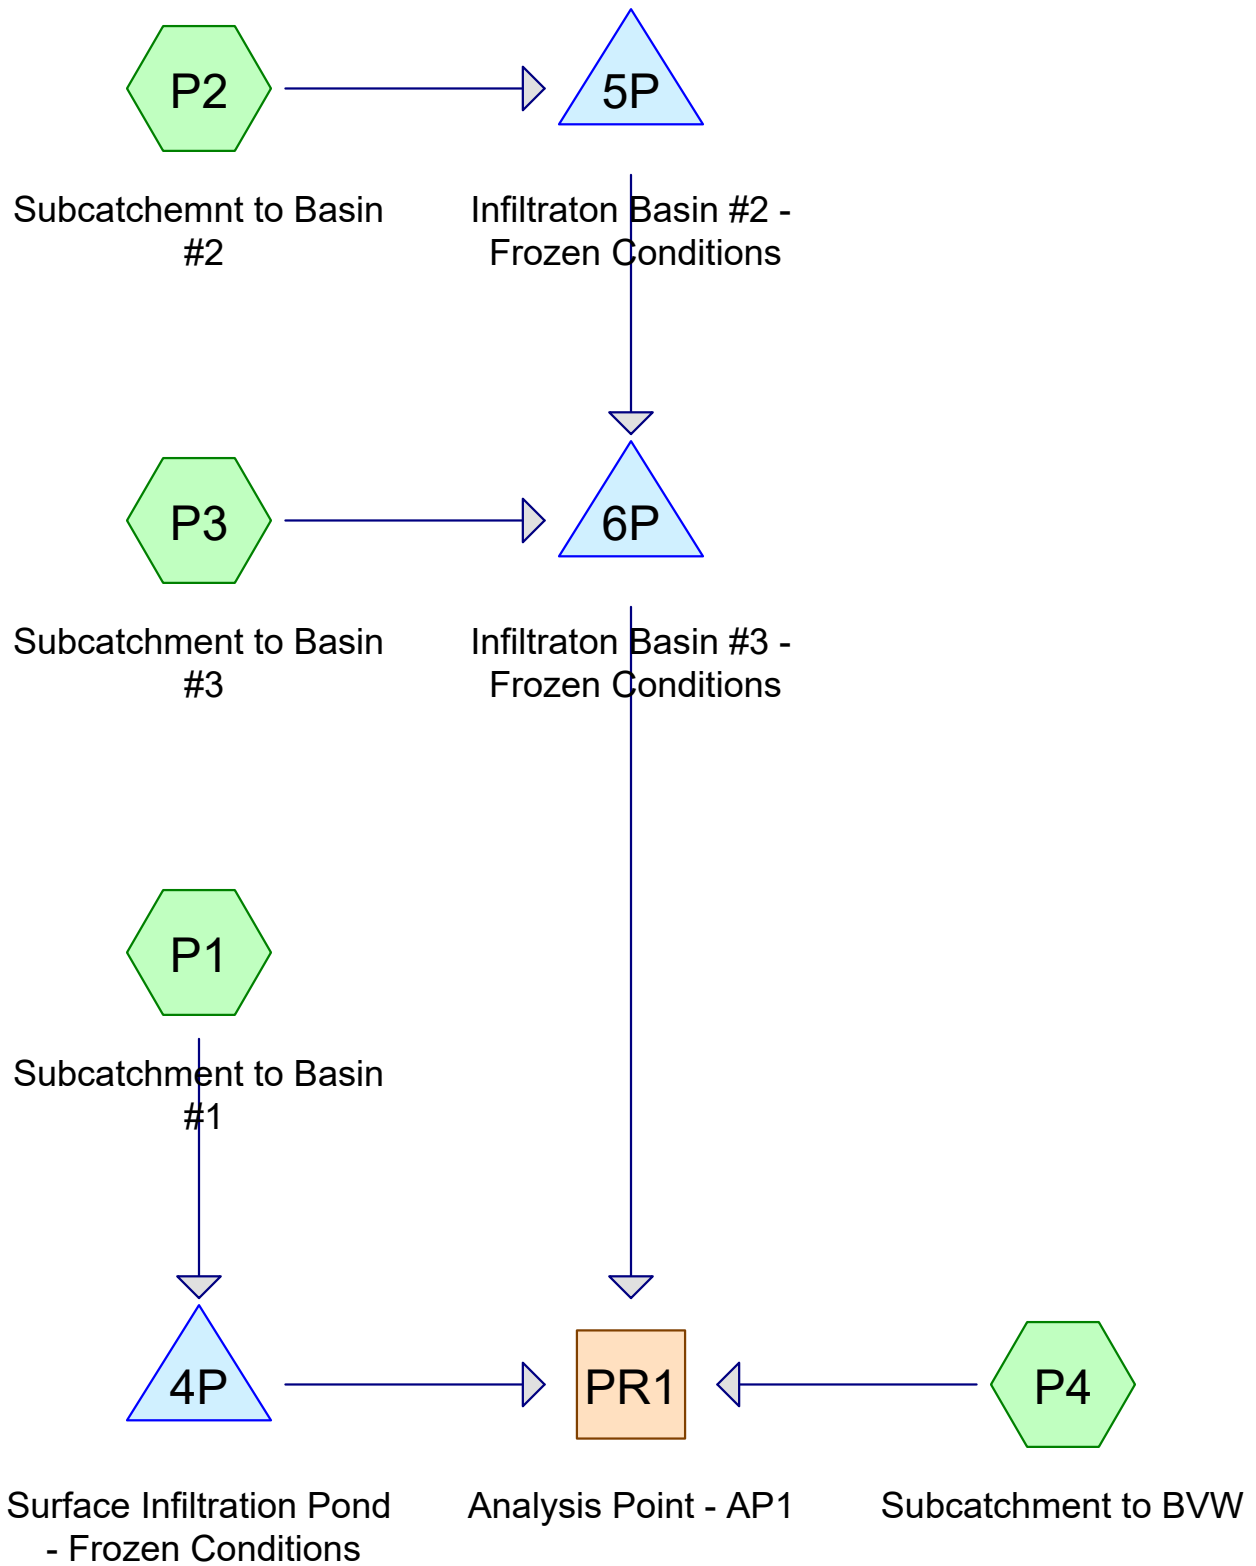 P2
5P
Subcatchemnt to Basin
#2
Infiltraton Basin #2 -
Frozen Conditions
P3
6P
Subcatchment to Basin
#3
Infiltraton Basin #3 -
Frozen Conditions
P1
Subcatchment to Basin
#1
4P
PR1
P4
Surface Infiltration Pond
- Frozen Conditions
Analysis Point - AP1
Subcatchment to BVW